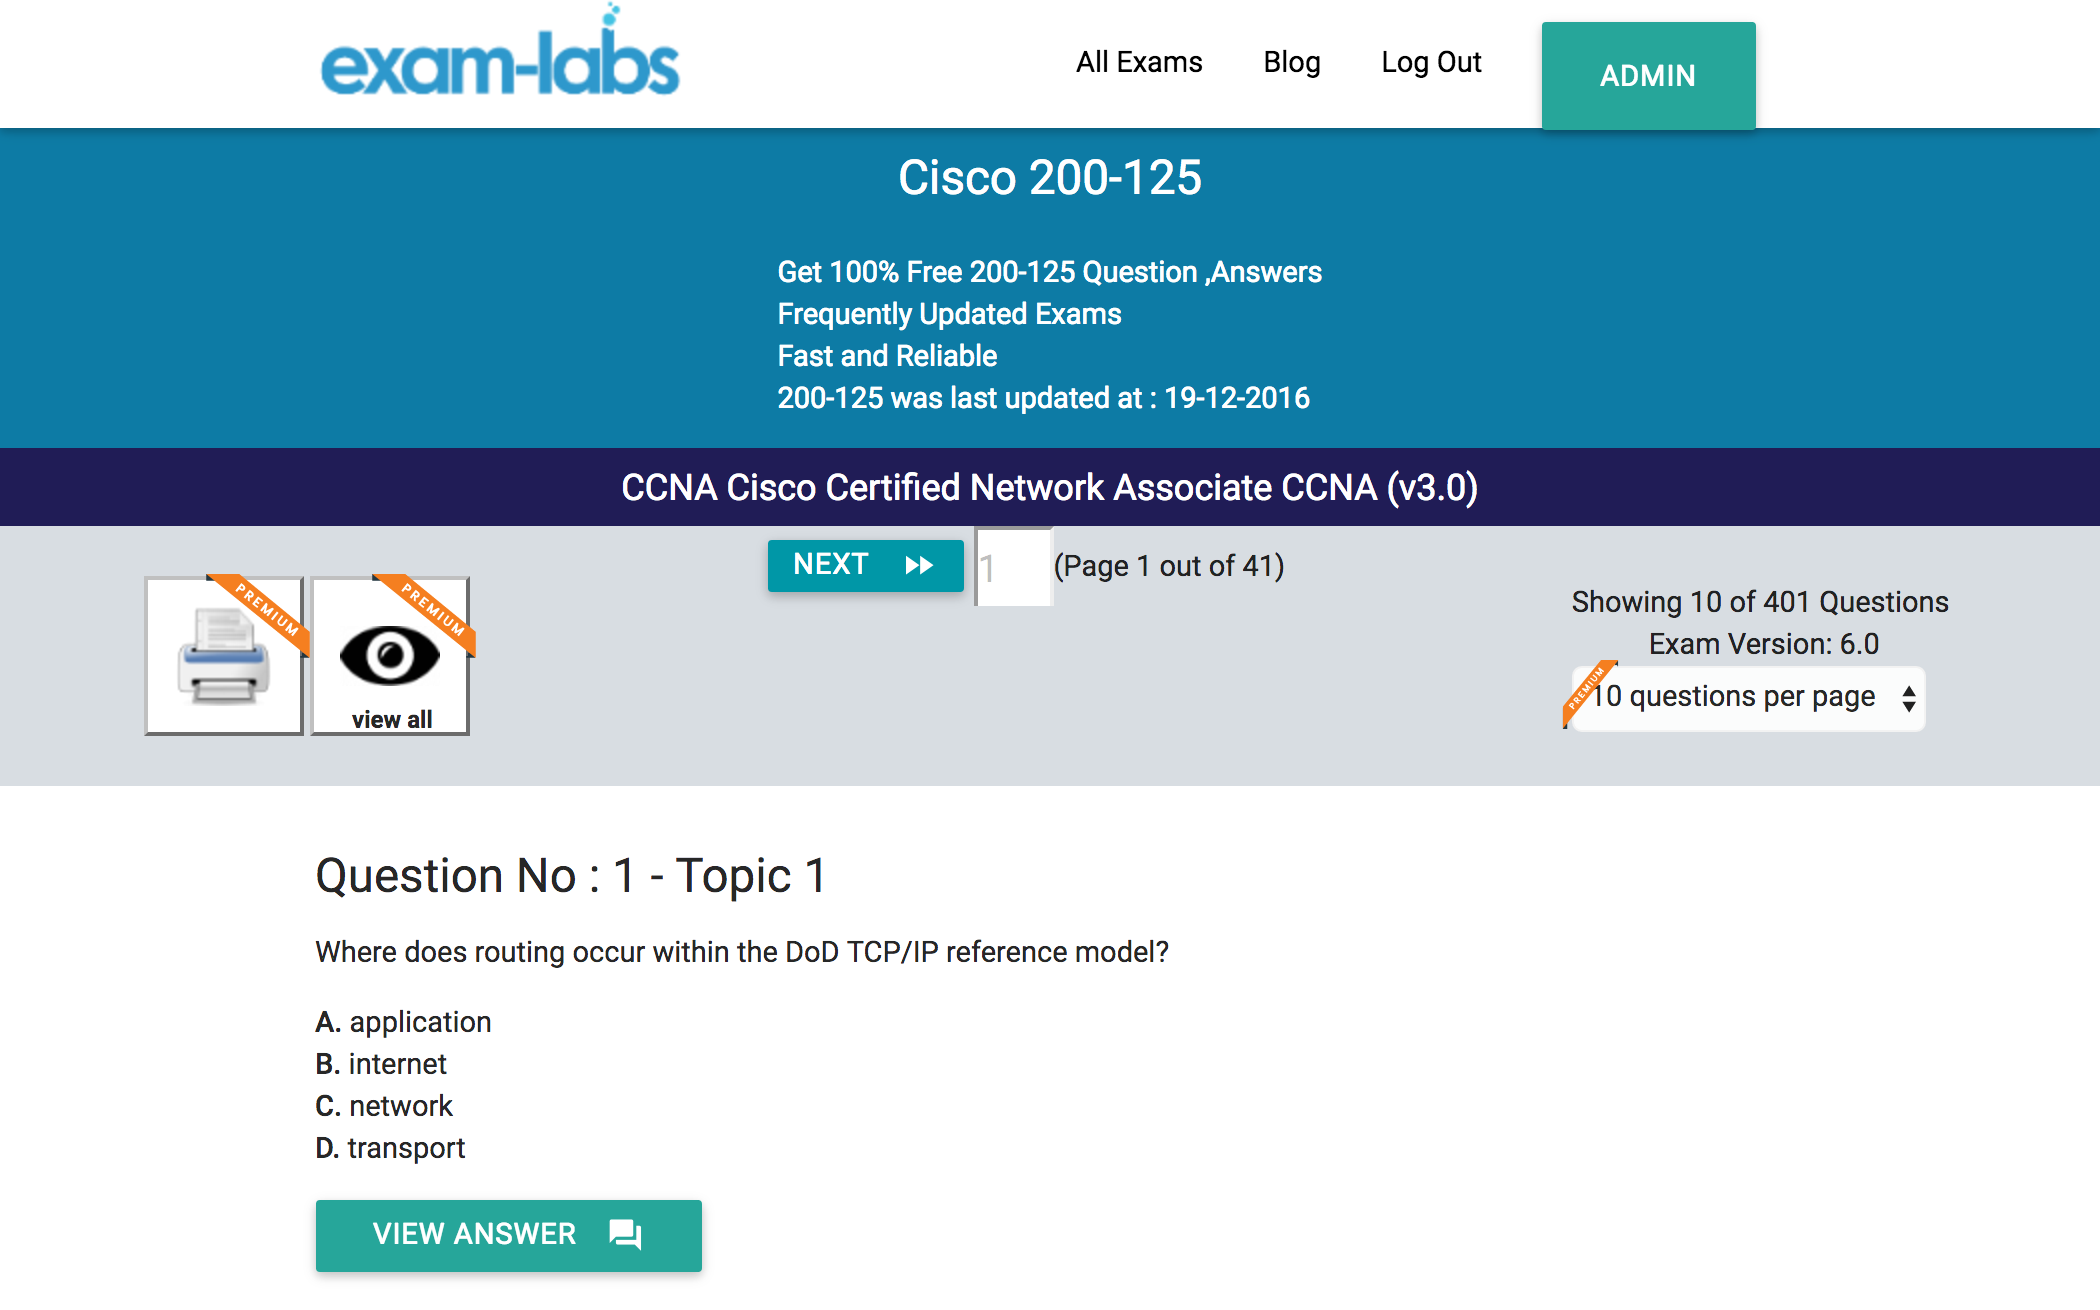 exam-labs
All Exams
Blog
Log Out
ADMIN
Cisco 200-125
Get 100% Free 200-125 Question ,Answers
Frequently Updated Exams
Fast and Reliable
200-125 was last updated at : 19-12-2016
CCNA Cisco Certified Network Associate CCNA (v3.0)
NEXT
1
(Page 1 out of 41)
PREMIUM
PREMIUM
view all
Showing 10 of 401 Questions
Exam Version: 6.0
PREMIUM
10 questions per page
Question No : 1 - Topic 1
Where does routing occur within the DoD TCP/IP reference model?
A. application
B. internet
C. network
D. transport
VIEW ANSWER